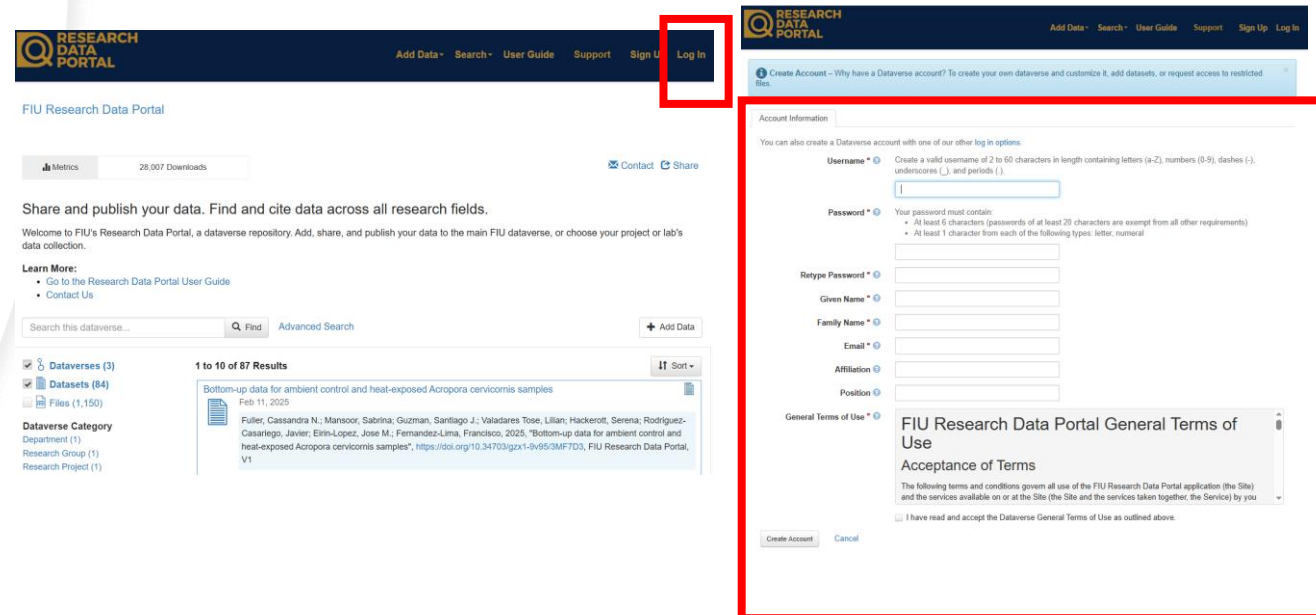 RESEARCH
DATA
PORTAL
Add Data Search User Guide Support Sign U Log In
FIU Research Data Portal
Metrics 28,007 Downloads Contact Share
Share and publish your data. Find and cite data across all research fields.
Welcome to FIU's Research Data Portal, a dataverse repository. Add, share, and publish your data to the main FIU dataverse, or choose your project or lab's
data collection.
Learn More:
• Go to the Research Data Portal User Guide
• Contact Us
Search this dataverse... Find Advanced Search Add Data
Dataverses (3)
Datasets (84)
Files (1,150)
Dataverse Category
Department (1)
Research Group (1)
Research Project (1)
1 to 10 of 87 Results Sort
Bottom-up data for ambient control and heat-exposed Acropora cervicornis samples
Feb 11, 2025
Fuller, Cassandra N.; Mansoor, Sabrina; Guzman, Santiago J.; Valadares Tose, Lilian; Hackerott, Serena; Rodriguez-
Casariego, Javier; Eirin-Lopez, Jose M.; Fernandez-Lima, Francisco, 2025, "Bottom-up data for ambient control and
heat-exposed Acropora cervicornis samples", https://doi.org/10.34703/gzx1-9v95/3MF7D3, FIU Research Data Portal,
V1
RESEARCH
DATA
PORTAL
Add Data Search User Guide Support Sign Up Log In
Create Account – Why have a Dataverse account? To create your own dataverse and customize it, add datasets, or request access to restricted
files.
Account Information
You can also create a Dataverse account with one of our other log in options.
Username * Create a valid username of 2 to 60 characters in length containing letters (a-Z), numbers (0-9), dashes (-),
underscores (_), and periods (.).
Password * Your password must contain:
• At least 6 characters (passwords of at least 20 characters are exempt from all other requirements)
• At least 1 character from each of the following types: letter, numeral
Retype Password *
Given Name *
Family Name *
Email *
Affiliation
Position
General Terms of Use *
FIU Research Data Portal General Terms of
Use
Acceptance of Terms
The following terms and conditions govern all use of the FIU Research Data Portal application (the Site)
and the services available on or at the Site (the Site and the services taken together, the Service) by you
I have read and accept the Dataverse General Terms of Use as outlined above.
Create Account Cancel